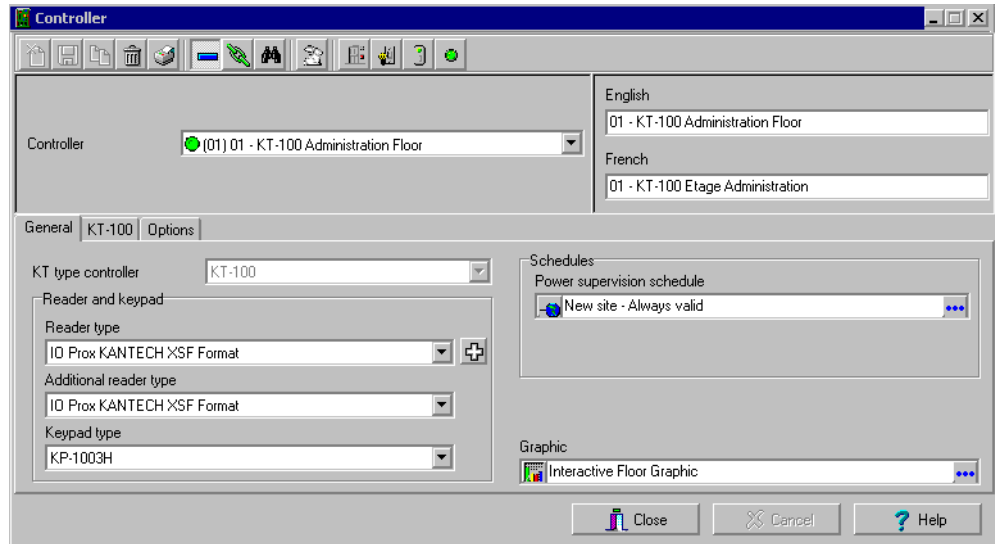 Controller
Controller
(01) 01 - KT-100 Administration Floor
English
01 - KT-100 Administration Floor
French
01 - KT-100 Etage Administration
General KT-100 Options
KT type controller KT-100
Reader and keypad
Reader type
IO Prox KANTECH XSF Format
Additional reader type
IO Prox KANTECH XSF Format
Keypad type
KP-1003H
Schedules
Power supervision schedule
New site - Always valid
Graphic
Interactive Floor Graphic
Close Cancel Help